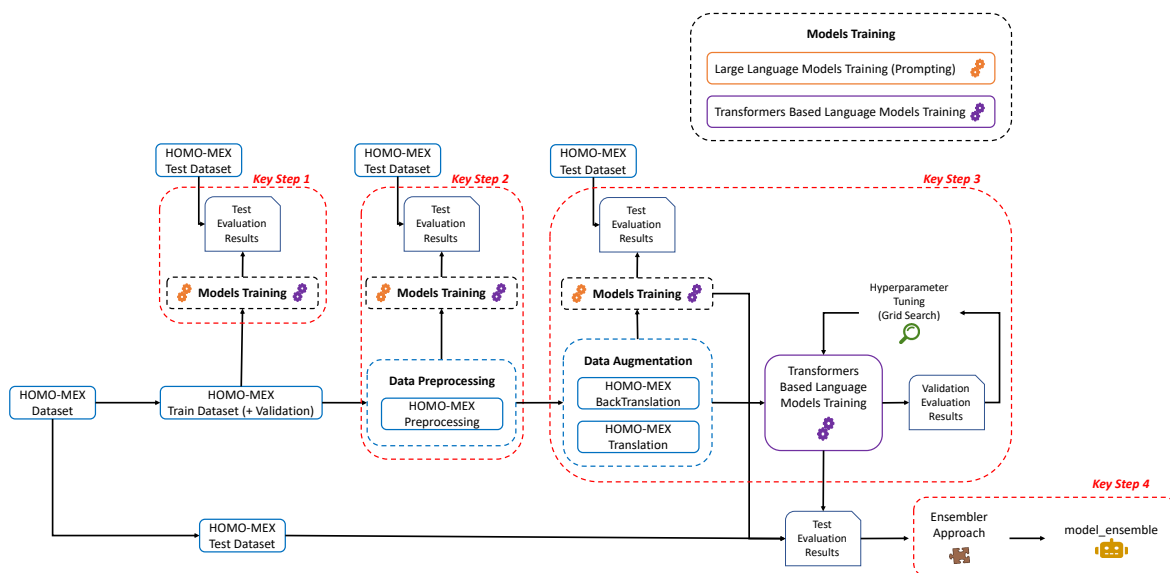 Models Training
Large Language Models Training (Prompting)
Transformers Based Language Models Training
HOMO-MEX
Test Dataset
Key Step 1
Test
Evaluation
Results
Models Training
HOMO-MEX
Test Dataset
Key Step 2
Test
Evaluation
Results
Models Training
HOMO-MEX
Test Dataset
Key Step 3
Test
Evaluation
Results
Models Training
Hyperparameter
Tuning
(Grid Search)
HOMO-MEX
Dataset
HOMO-MEX
Train Dataset (+ Validation)
Data Preprocessing
HOMO-MEX
Preprocessing
Data Augmentation
HOMO-MEX
BackTranslation
HOMO-MEX
Translation
Transformers
Based Language
Models Training
Validation
Evaluation
Results
Key Step 4
HOMO-MEX
Test Dataset
Test
Evaluation
Results
Ensembler
Approach
model_ensemble